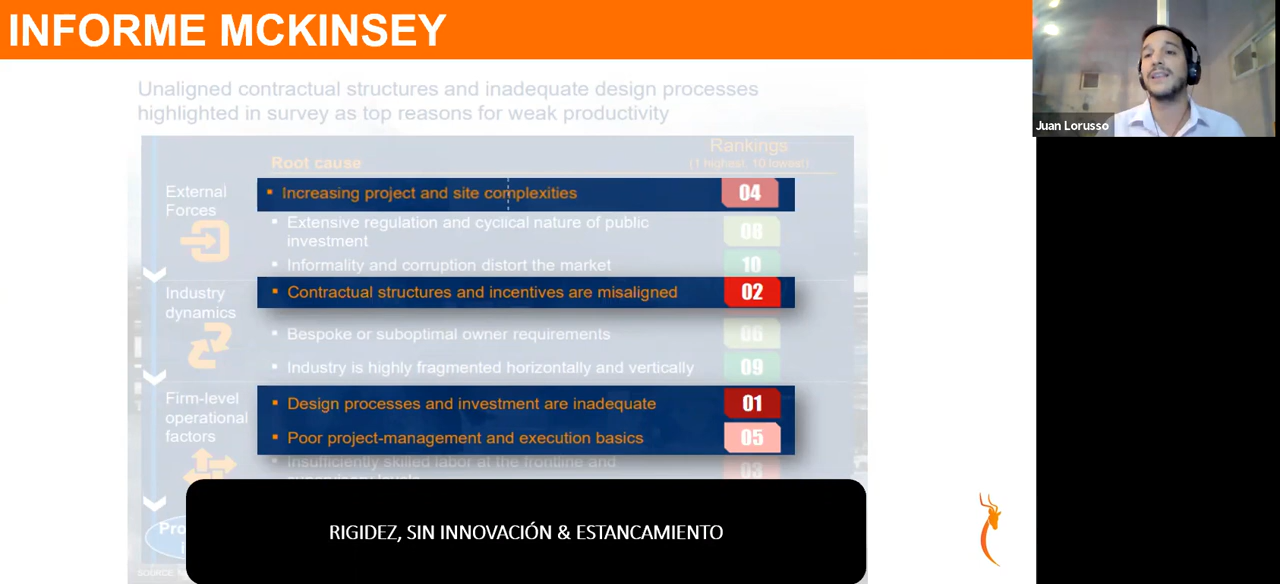 INFORME MCKINSEY
Juan Lorusso
Unaligned contractual structures and inadequate design processes
highlighted in survey as top reasons for weak productivity
Root cause
Rankings
(1 highest, 10 lowest)
External
Forces
▪ Increasing project and site complexities 04
▪ Extensive regulation and cyclical nature of public
investment 08
▪ Informality and corruption distort the market 10
Industry
dynamics
▪ Contractual structures and incentives are misaligned 02
▪ Bespoke or suboptimal owner requirements 06
▪ Industry is highly fragmented horizontally and vertically 09
Firm-level
operational
factors
▪ Design processes and investment are inadequate 01
▪ Poor project-management and execution basics 05
▪ Insufficiently skilled labor at the frontline and 03
RIGIDEZ, SIN INNOVACIÓN & ESTANCAMIENTO